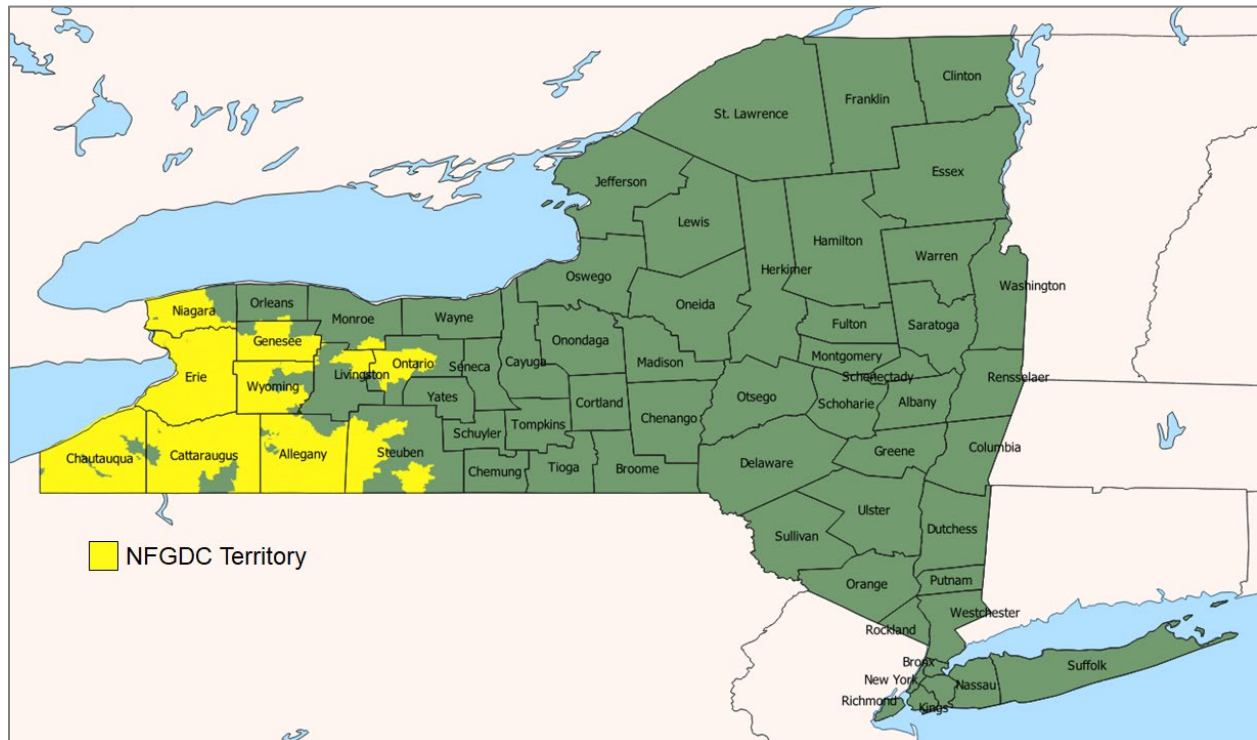 Clinton
Franklin
St. Lawrence
Essex
Jefferson
Lewis
Hamilton
Warren
Herkimer
Oswego
Washington
Oneida
Niagara
Orleans
Monroe
Wayne
Fulton
Saratoga
Genesee
Onondaga
Madison
Montgomery
Cayuga
Seneca
Ontario
Livingston
Erie
Wyoming
Schenectady
Rensselaer
Yates
Cortland
Chenango
Otsego
Schoharie
Albany
Tompkins
Schuyler
Chautauqua
Cattaraugus
Allegany
Steuben
Chemung
Tioga
Broome
Delaware
Greene
Columbia
Ulster
Dutchess
Sullivan
NFGDC Territory
Orange
Putnam
Westchester
Rockland
Bronx
New York
Nassau
Suffolk
Richmond
Kings